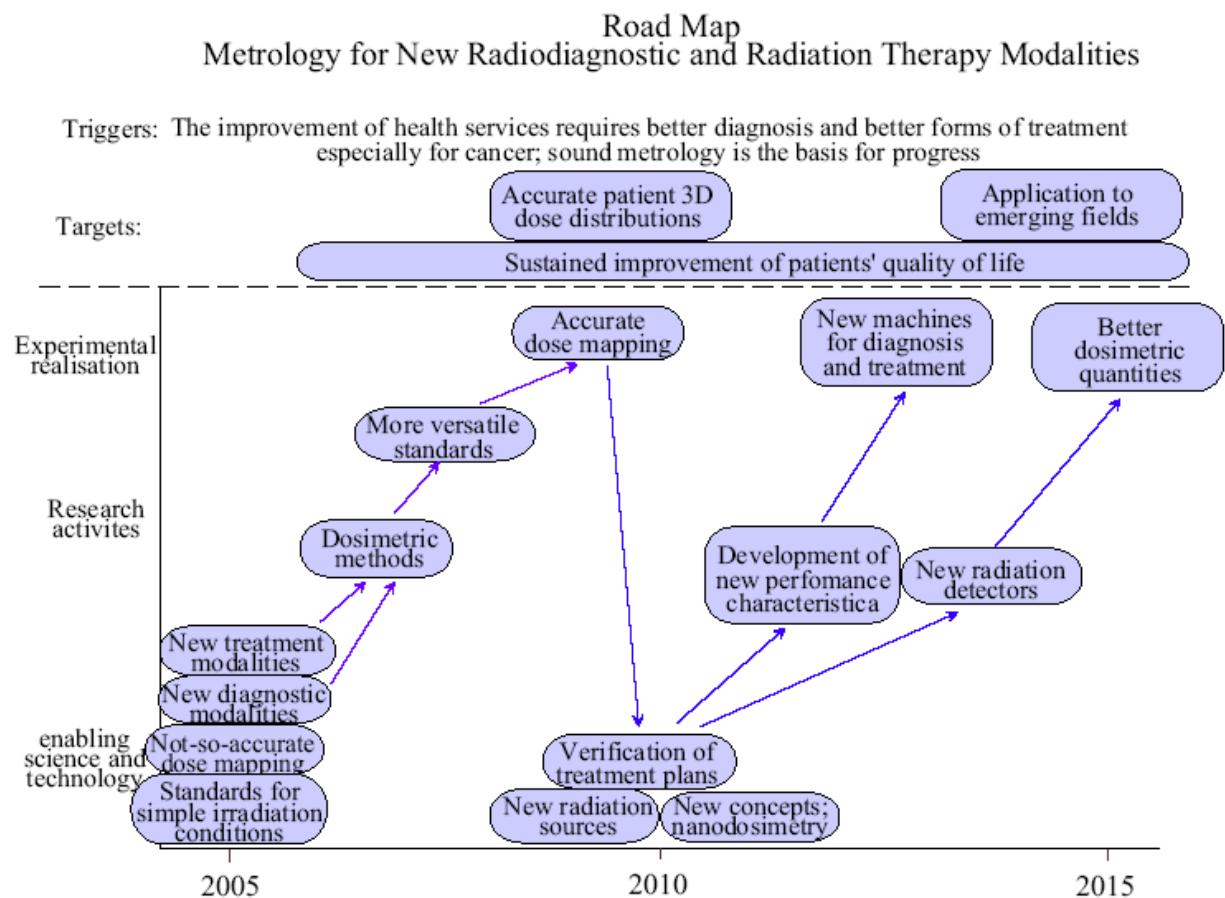 Road Map
Metrology for New Radiodiagnostic and Radiation Therapy Modalities
Triggers: The improvement of health services requires better diagnosis and better forms of treatment
especially for cancer; sound metrology is the basis for progress
Targets:
Accurate patient 3D
dose distributions
Application to
emerging fields
Sustained improvement of patients' quality of life
Experimental
réalisation
Accurate
dose mapping
New machines
for diagnosis
and treatment
Better
dosimetric
quantities
More versatile
standards
Research
activites
Dosimetric
methods
Development of
new perfomance
characteristica
New radiation
detectors
New treatment
modalities
New diagnostic
modalities
enabling
science and
technology
Not-so-accurate
dose mapping
Standards for
simple irradiation
conditions
Verification of
treatment plans
New radiation
sources
New concepts;
nanodosimetry
2005
2010
2015